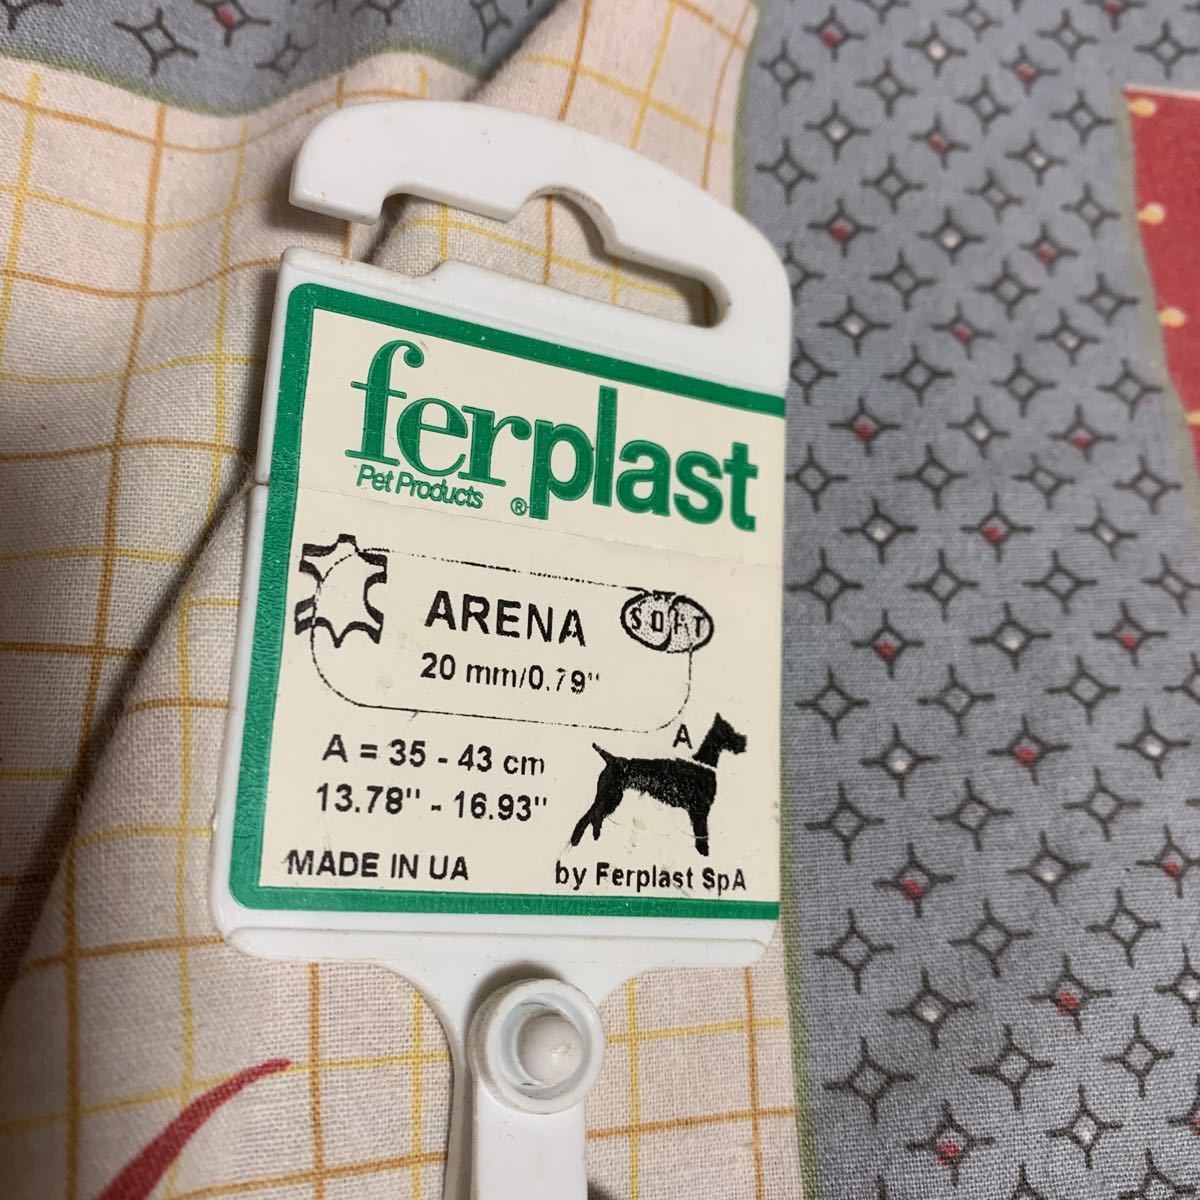 ferplast
Pet Products ®
ARENA
SOFT
20 mm/0.79"
A
A = 35 - 43 cm
13.78" - 16.93"
MADE IN UA
by Ferplast SpA